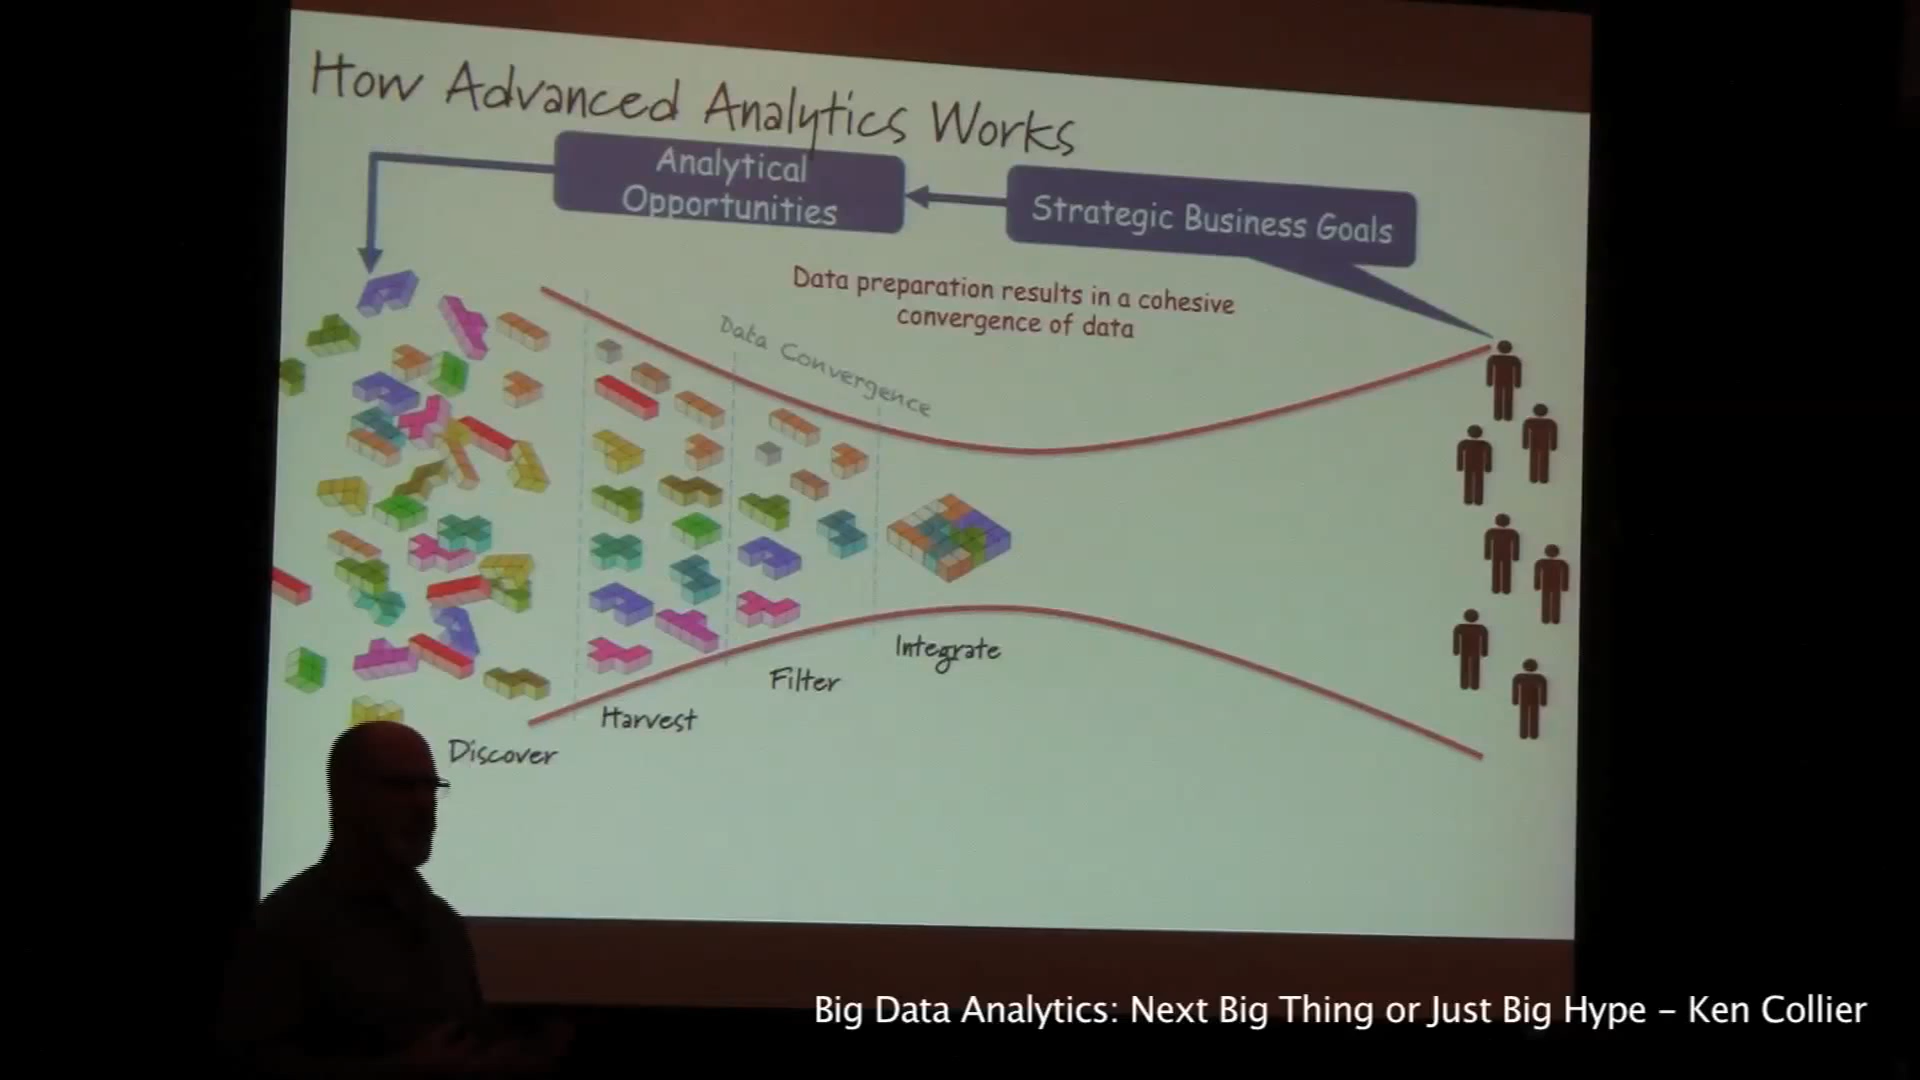 How Advanced Analytics Works
Analytical
Opportunities
Strategic Business Goals
Data preparation results in a cohesive
convergence of data
Data Convergence
Integrate
Filter
Harvest
Discover
Big Data Analytics: Next Big Thing or Just Big Hype – Ken Collier